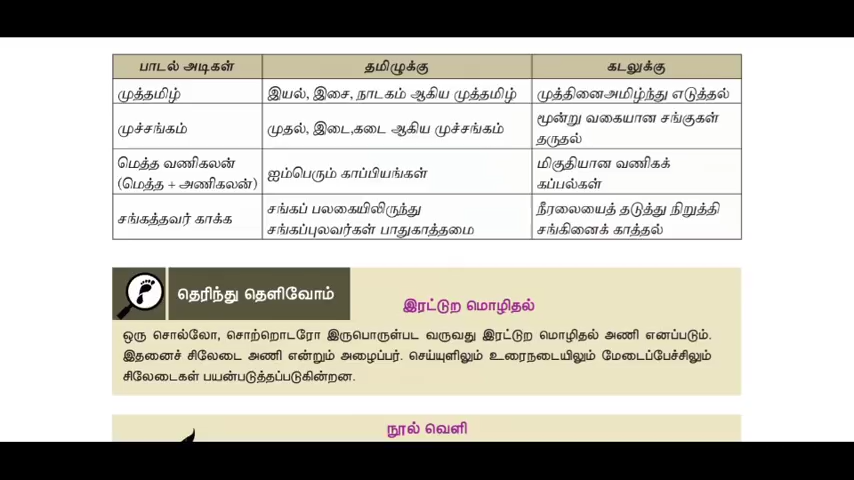 பாடல் அடிகள் தமிழுக்கு கடலுக்கு
முத்தமிழ் இயல், இசை, நாடகம் ஆகிய முத்தமிழ் முத்தினைஅமிழ்ந்து எடுத்தல்
முச்சங்கம் முதல், இடை,கடை ஆகிய முச்சங்கம் மூன்று வகையான சங்குகள்
தருதல்
மெத்த வணிகலன்
(மெத்த + அணிகலன்) ஐம்பெரும் காப்பியங்கள் மிகுதியான வணிகக்
கப்பல்கள்
சங்கத்தவர் காக்க சங்கப் பலகையிலிருந்து
சங்கப்புலவர்கள் பாதுகாத்தமை நீரலையைத் தடுத்து நிறுத்தி
சங்கினைக் காத்தல்
தெரிந்து தெளிவோம்
இரட்டுற மொழிதல்
ஒரு சொல்லோ, சொற்றொடரோ இருபொருள்பட வருவது இரட்டுற மொழிதல் அணி எனப்படும்.
இதனைச் சிலேடை அணி என்றும் அழைப்பர். செய்யுளிலும் உரைநடையிலும் மேடைப்பேச்சிலும்
சிலேடைகள் பயன்படுத்தப்படுகின்றன.
நூல் வெளி